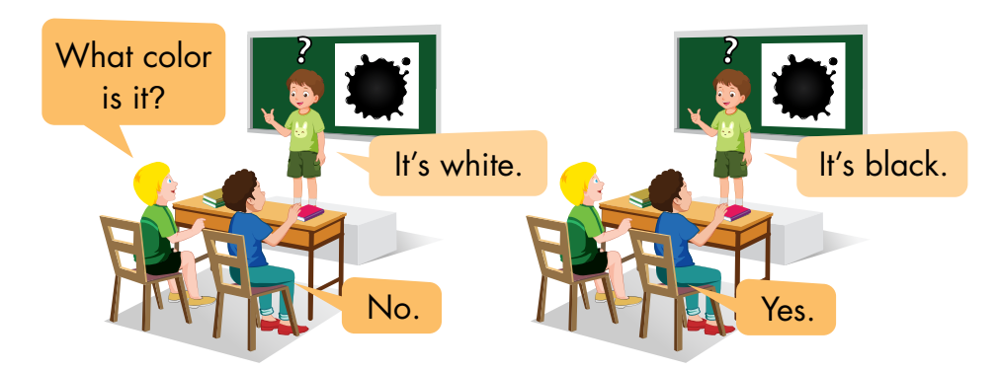 What color
is it?
?
It's white.
No.
?
It's black.
Yes.